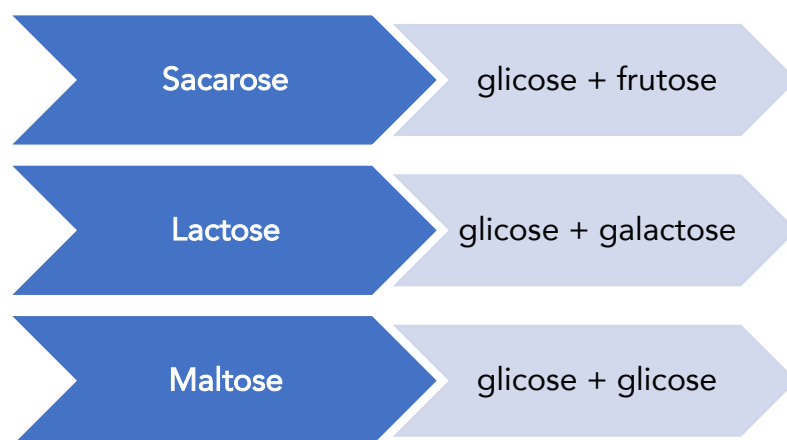 Sacarose
glicose + frutose
Lactose
glicose + galactose
Maltose
glicose + glicose